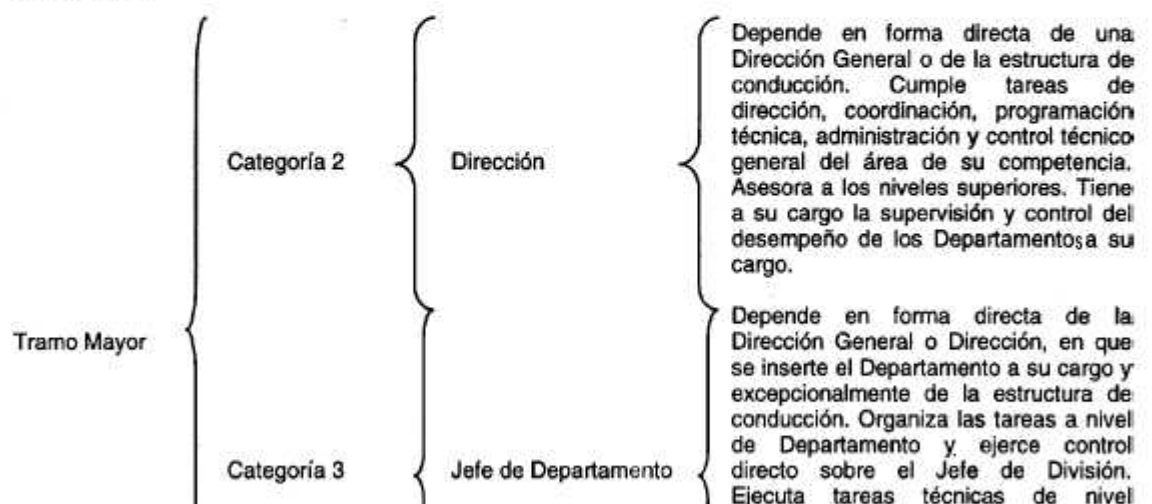 Depende en forma directa de una
Dirección General o de la estructura de
conducción. Cumple tareas de
dirección, coordinación, programación
técnica, administración y control técnico
Categoría 2
Dirección
general del área de su competencia.
Asesora a los niveles superiores. Tiene
a su cargo la supervisión y control del
desempeño de los Departamentos a su
cargo.
Tramo Mayor
Depende en forma directa de la
Dirección General o Dirección, en que
se inserte el Departamento a su cargo y
excepcionalmente de la estructura de
conducción. Organiza las tareas a nivel
de Departamento y ejerce control
Categoría 3
Jefe de Departamento
directo sobre el Jefe de División.
Ejecuta tareas técnicas de nivel